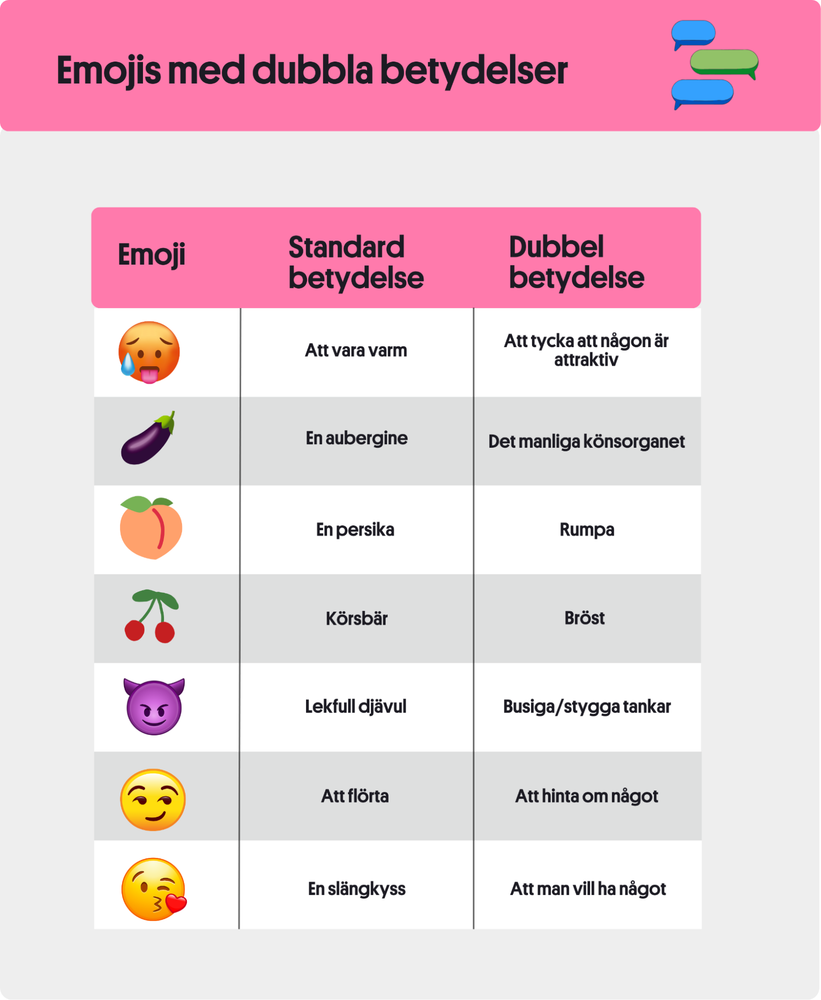 Emojis med dubbla betydelser
Emoji
Standard
betydelse
Dubbel
betydelse
Att vara varm
Att tycka att någon är
attraktiv
En aubergine
Det manliga könsorganet
En persika
Rumpa
Körsbär
Bröst
Lekfull djävul
Busiga/stygga tankar
Att flörta
Att hinta om något
En slängkyss
Att man vill ha något